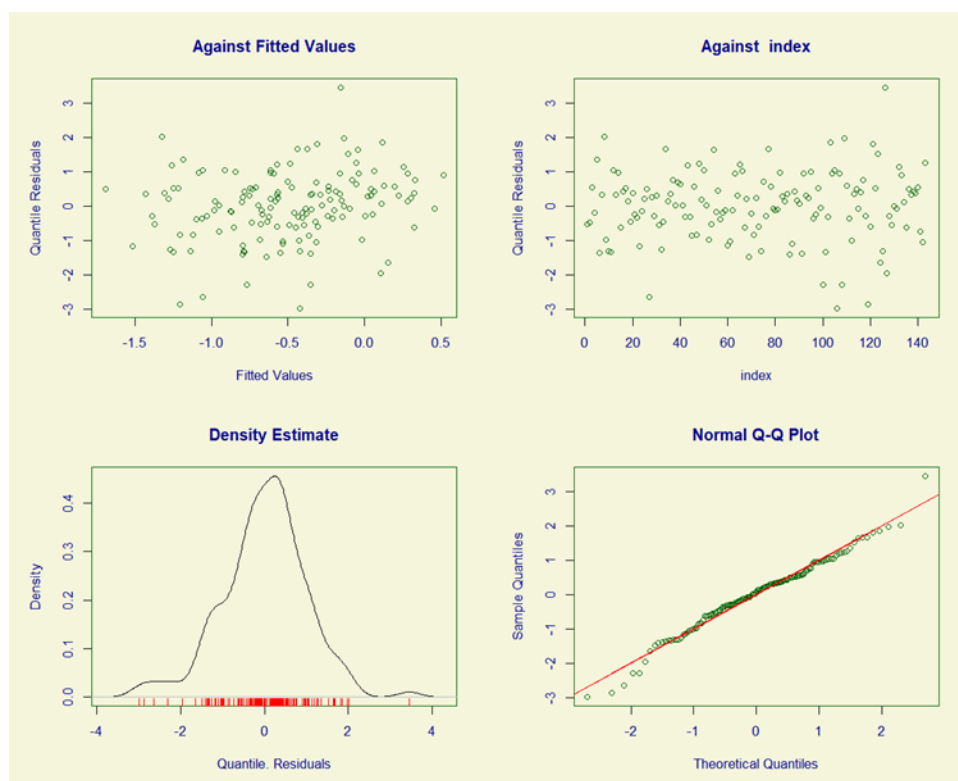 Against Fitted Values
Quantile Residuals
3
2
1
0
-1
-2
-3
-1.5 -1.0 -0.5 0.0 0.5
Fitted Values
Against index
Quantile Residuals
3
2
1
0
-1
-2
-3
0 20 40 60 80 100 120 140
index
Density Estimate
Density
0.4
0.3
0.2
0.1
0.0
-4 -2 0 2 4
Quantile. Residuals
Normal Q-Q Plot
Sample Quantiles
3
2
1
0
-1
-2
-3
-2 -1 0 1 2
Theoretical Quantiles